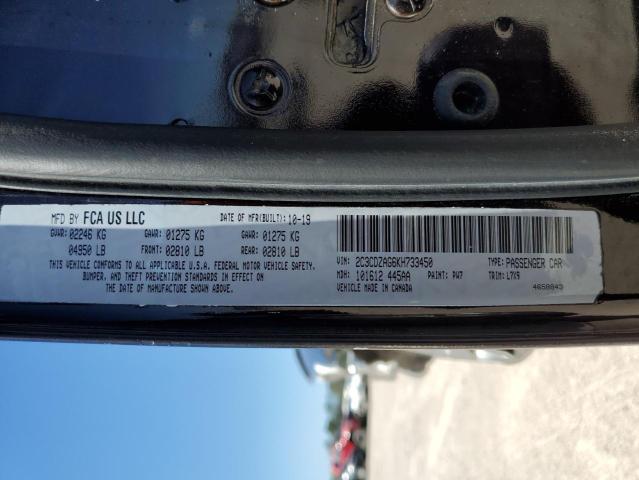 MFD BY FCA US LLC DATE OF MFR(BUILT): 10-19
GVWR: 02246 KG GAWR: 01275 KG GAWR: 01275 KG
04950 LB FRONT: 02810 LB REAR: 02810 LB
THIS VEHICLE CONFORMS TO ALL APPLICABLE U.S.A. FEDERAL MOTOR VEHICLE SAFETY,
BUMPER, AND THEFT PREVENTION STANDARDS IN EFFECT ON
THE DATE OF MANUFACTURE SHOWN ABOVE.
VIN: 2C3CDZAG6KH733450 TYPE: PASSENGER CAR
MDH: 101612 445AA PAINT: PW7 TRIM: L7X9
VEHICLE MADE IN CANADA 4658843